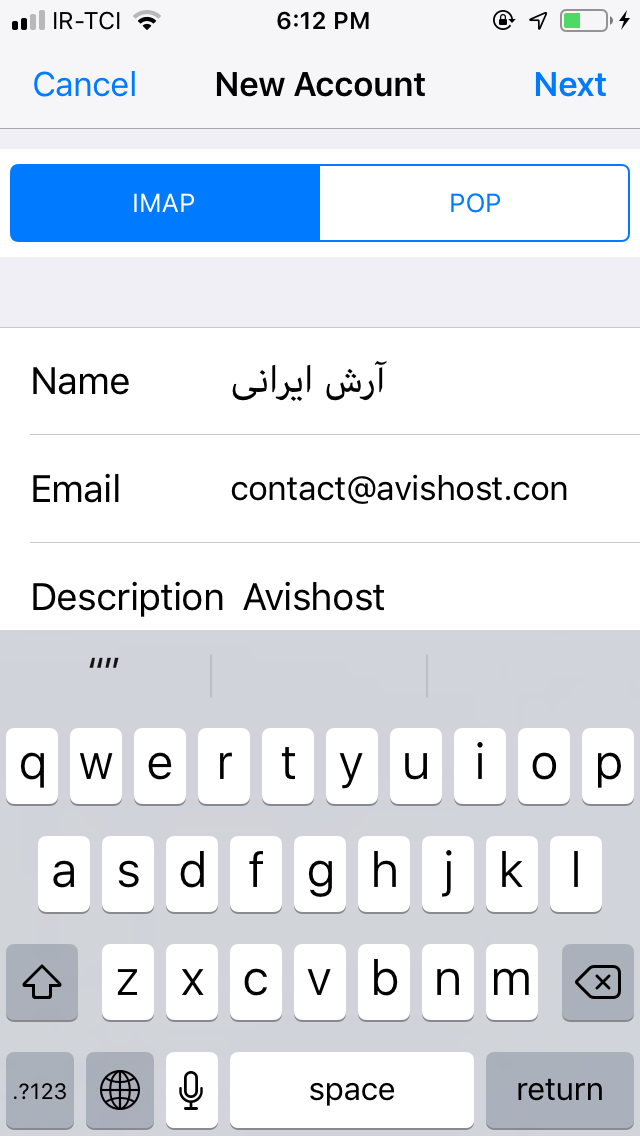 IR-TCI 6:12 PM
Cancel New Account Next
IMAP POP
Name آرش ایرانی
Email contact@avishost.con
Description Avishost
“”
q w e r t y u i o p
a s d f g h j k l
z x c v b n m
.?123 space return